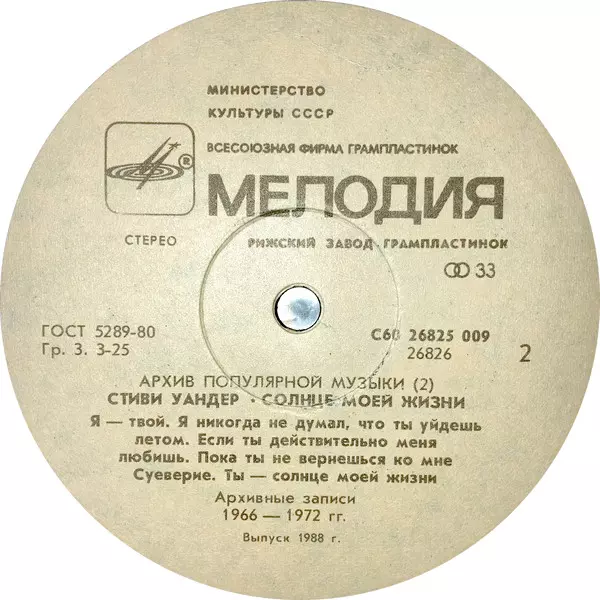 МИНИСТЕРСТВО
КУЛЬТУРЫ СССР
ВСЕСОЮЗНАЯ ФИРМА ГРАМПЛАСТИНОК
®
МЕЛОДИЯ
СТЕРЕО
РИЖСКИЙ ЗАВОД ГРАМПЛАСТИНОК
33
ГОСТ 5289-80
Гр. 3. 3-25
С60 26825 009
26826
2
АРХИВ ПОПУЛЯРНОЙ МУЗЫКИ (2)
СТИВИ УАНДЕР · СОЛНЦЕ МОЕЙ ЖИЗНИ
Я — твой. Я никогда не думал, что ты уйдешь
летом. Если ты действительно меня
любишь. Пока ты не вернешься ко мне
Суеверие. Ты — солнце моей жизни
Архивные записи
1966 — 1972 гг.
Выпуск 1988 г.